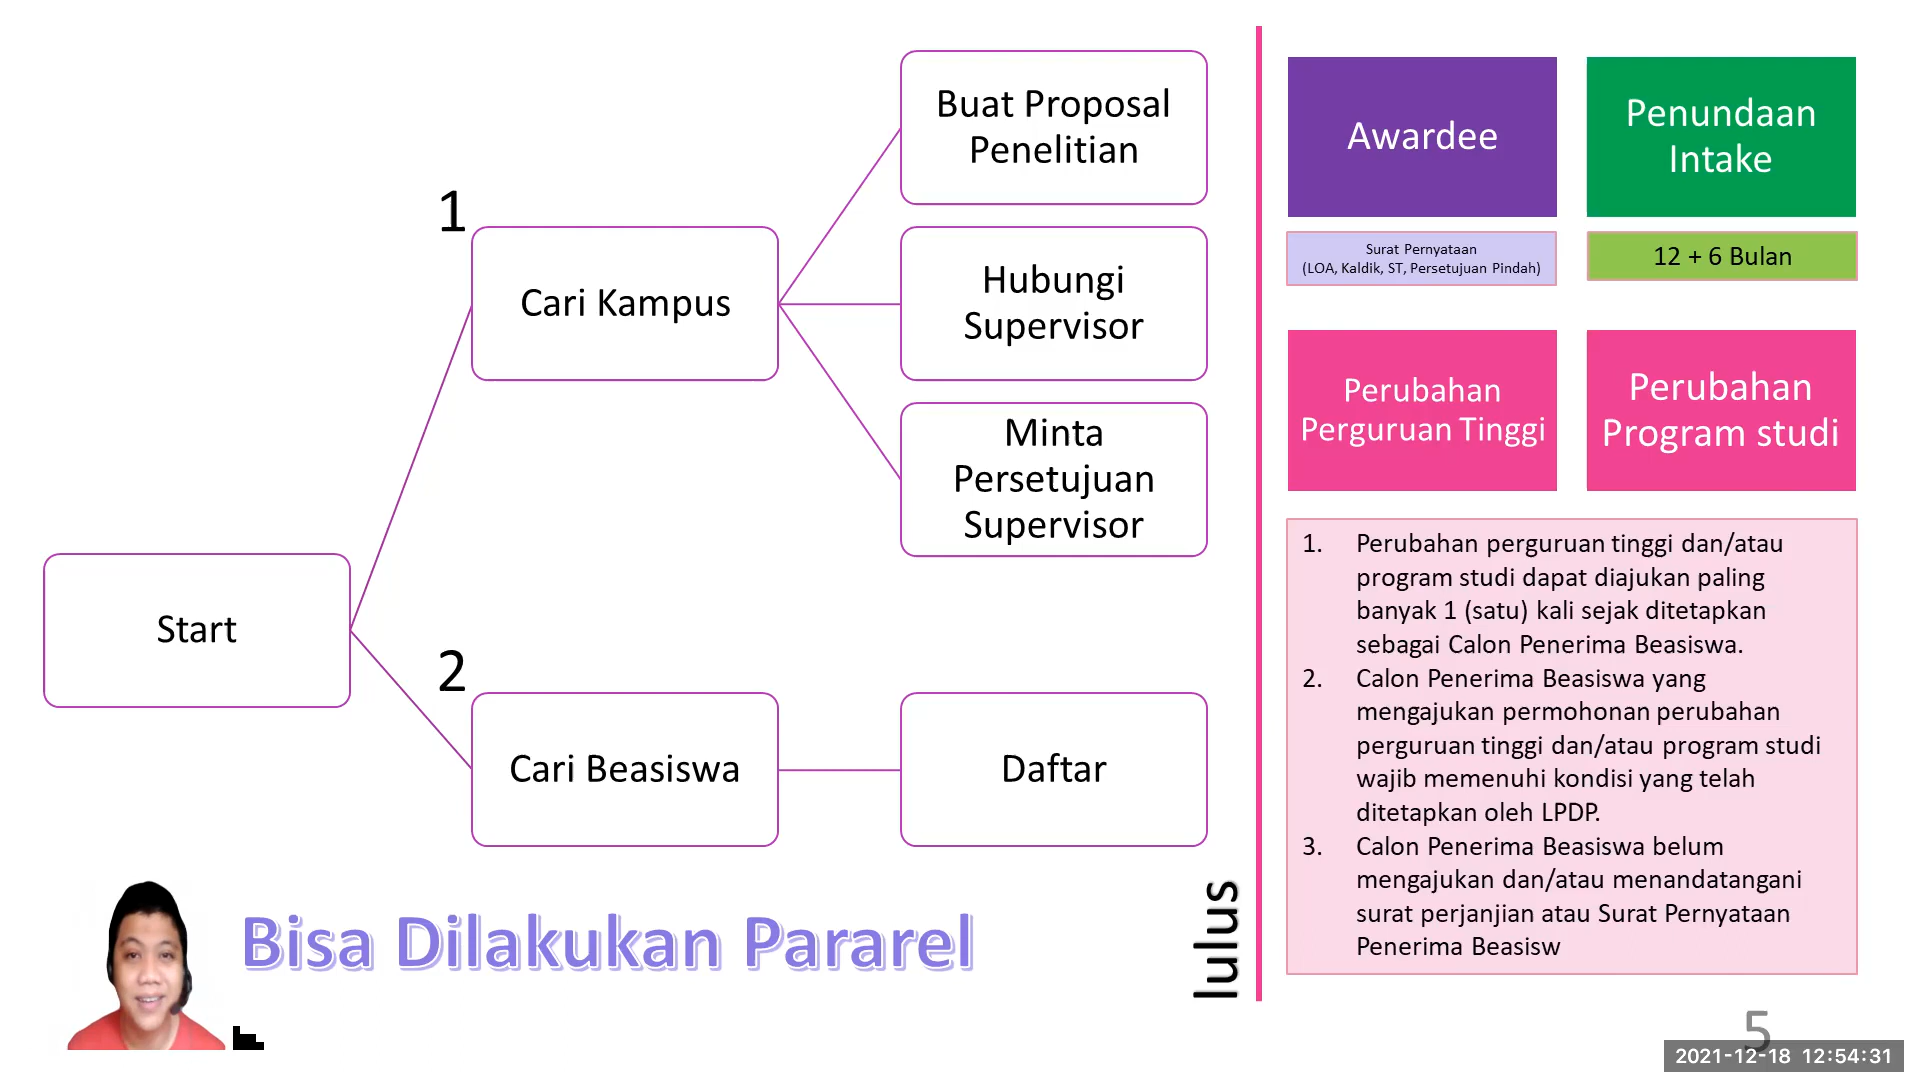 Start
1
Cari Kampus
Buat Proposal
Penelitian
Hubungi
Supervisor
Minta
Persetujuan
Supervisor
2
Cari Beasiswa
Daftar
Bisa Dilakukan Pararel
lulus
Awardee
Surat Pernyataan
(LOA, Kaldik, ST, Persetujuan Pindah)
Penundaan
Intake
12 + 6 Bulan
Perubahan
Perguruan Tinggi
Perubahan
Program studi
1. Perubahan perguruan tinggi dan/atau
program studi dapat diajukan paling
banyak 1 (satu) kali sejak ditetapkan
sebagai Calon Penerima Beasiswa.
2. Calon Penerima Beasiswa yang
mengajukan permohonan perubahan
perguruan tinggi dan/atau program studi
wajib memenuhi kondisi yang telah
ditetapkan oleh LPDP.
3. Calon Penerima Beasiswa belum
mengajukan dan/atau menandatangani
surat perjanjian atau Surat Pernyataan
Penerima Beasisw
5
2021-12-18 12:54:31